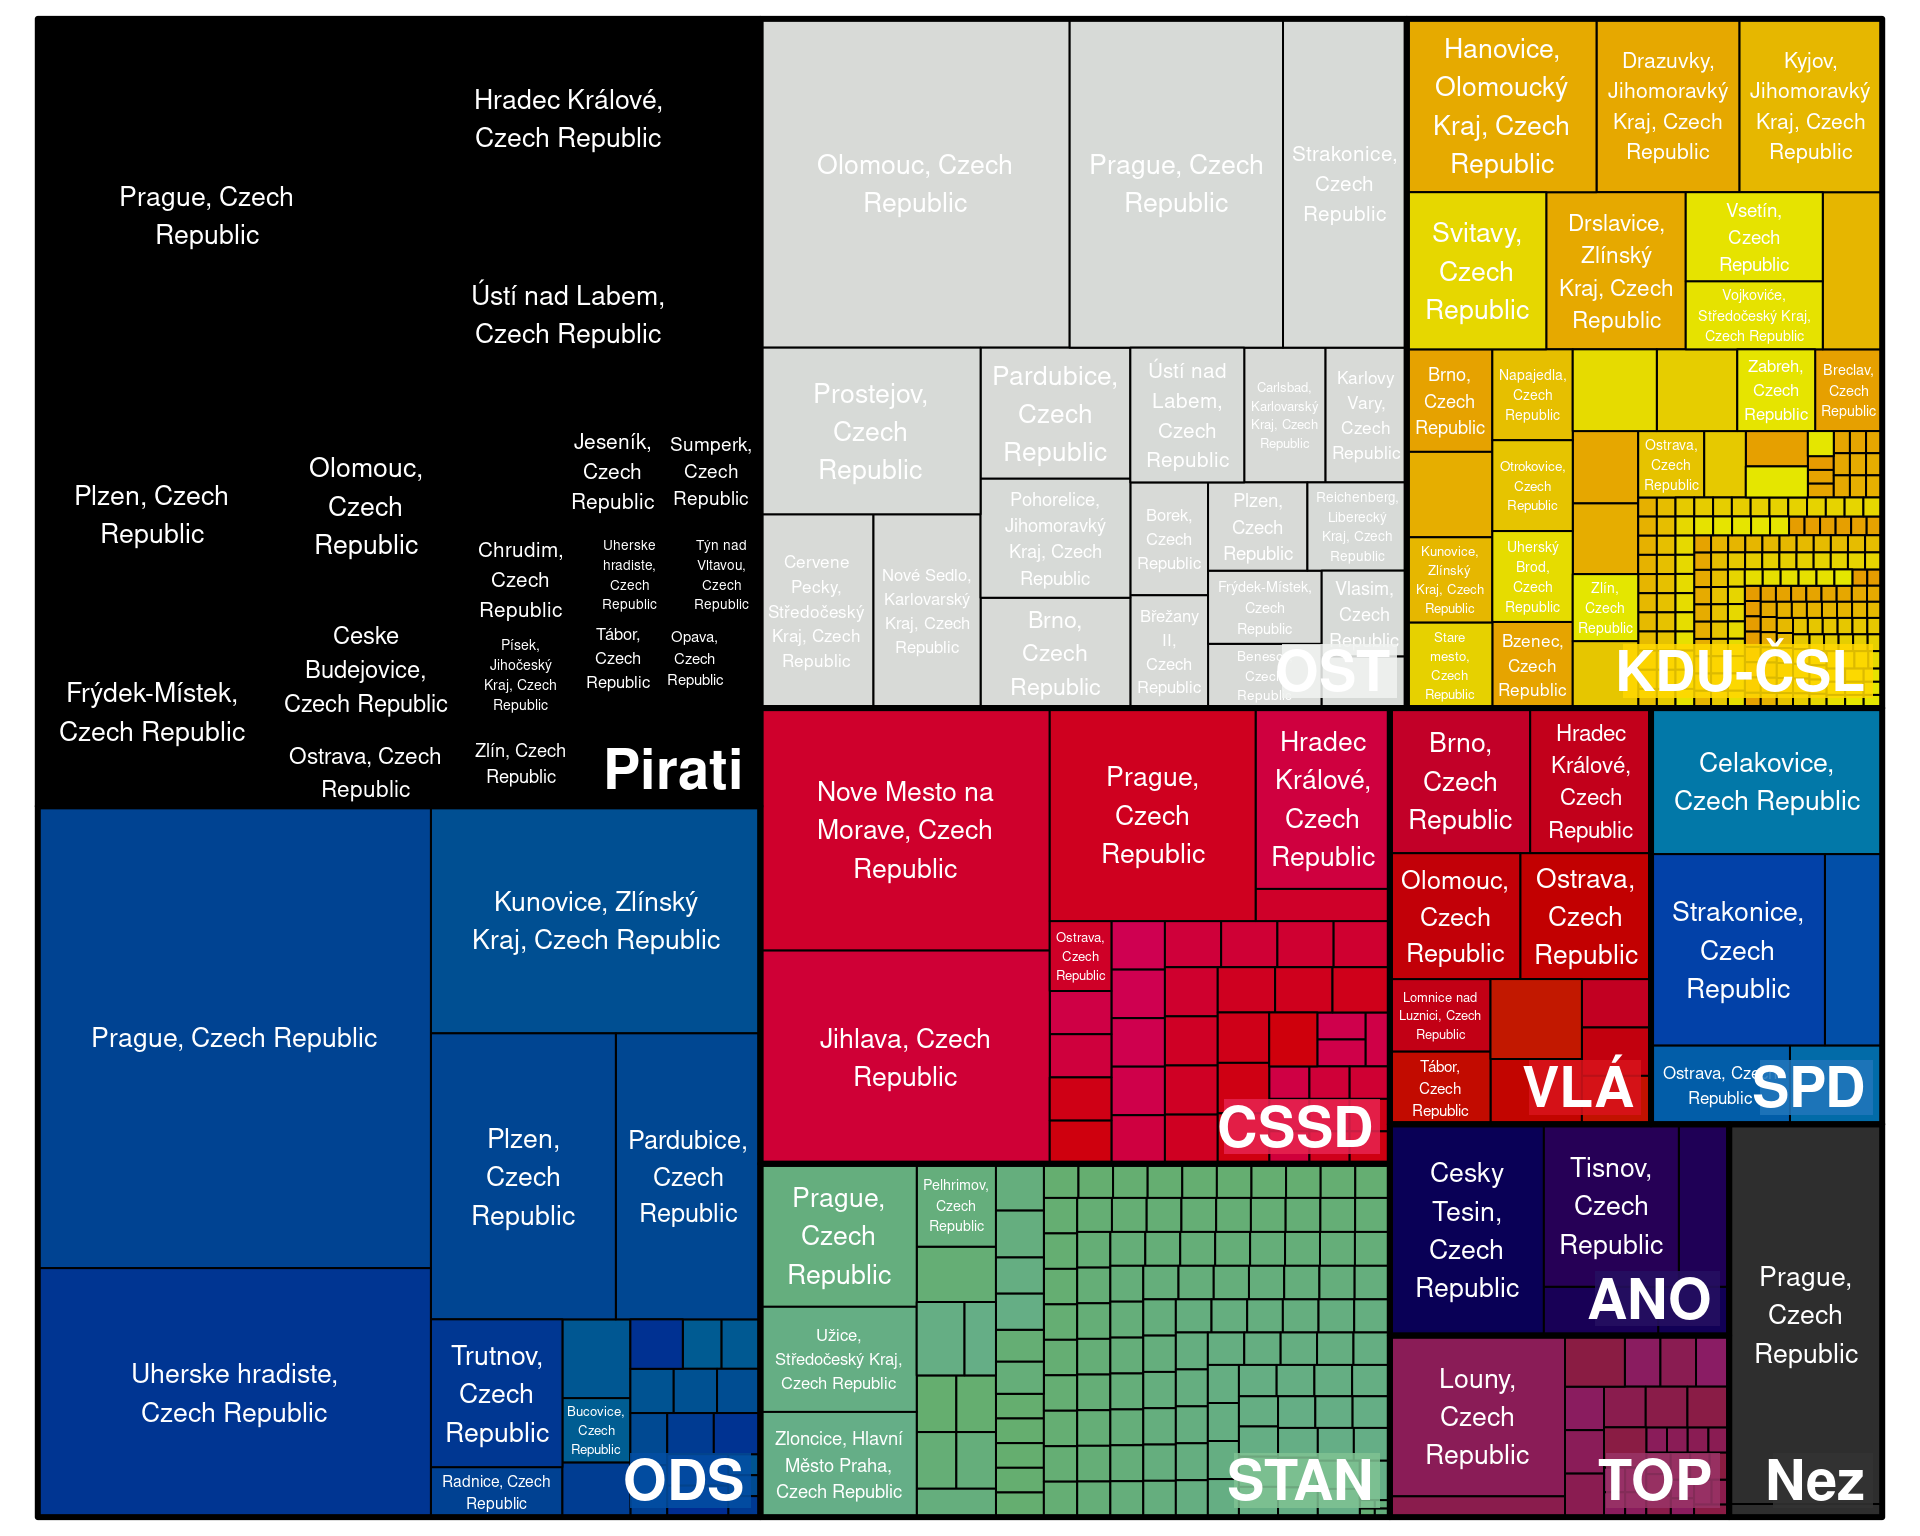 Prague, Czech
Republic
Hradec Králové,
Czech Republic
Ústí nad Labem,
Czech Republic
Plzen, Czech
Republic
Olomouc,
Czech
Republic
Jeseník,
Czech
Republic
Sumperk,
Czech
Republic
Chrudim,
Czech
Republic
Uherske
hradiste,
Czech
Republic
Týn nad
Vltavou,
Czech
Republic
Frýdek-Místek,
Czech Republic
Ceske
Budejovice,
Czech Republic
Ostrava, Czech
Republic
Písek,
Jihočeský
Kraj, Czech
Republic
Tábor,
Czech
Republic
Opava,
Czech
Republic
Zlín, Czech
Republic
Pirati
Olomouc, Czech
Republic
Prague, Czech
Republic
Strakonice,
Czech
Republic
Prostejov,
Czech
Republic
Pardubice,
Czech
Republic
Ústí nad
Labem,
Czech
Republic
Carlsbad,
Karlovarský
Kraj, Czech
Republic
Karlovy
Vary,
Czech
Republic
Cervene
Pecky,
Středočeský
Kraj, Czech
Republic
Nové Sedlo,
Karlovarský
Kraj, Czech
Republic
Pohorelice,
Jihomoravký
Kraj, Czech
Republic
Brno,
Czech
Republic
Borek,
Czech
Republic
Plzen,
Czech
Republic
Reichenberg,
Liberecký
Kraj, Czech
Republic
Břežany
II,
Czech
Republic
Frýdek-Místek,
Czech
Republic
Vlasim,
Czech
Republic
Czech
Republic
OST
Hanovice,
Olomoucký
Kraj, Czech
Republic
Drazuvky,
Jihomoravký
Kraj, Czech
Republic
Kyjov,
Jihomoravký
Kraj, Czech
Republic
Svitavy,
Czech
Republic
Drslavice,
Zlínský
Kraj, Czech
Republic
Vsetín,
Czech
Republic
Vojkoviće,
Středočeský Kraj,
Czech Republic
Brno,
Czech
Republic
Napajedla,
Czech
Republic
Zabreh,
Czech
Republic
Breclav,
Czech
Republic
Otrokovice,
Czech
Republic
Ostrava,
Czech
Republic
Kunovice,
Zlínský
Kraj, Czech
Republic
Uherský
Brod,
Czech
Republic
Zlín,
Czech
Republic
Stare
mesto,
Czech
Republic
Bzenec,
Czech
Republic
KDU-ČSL
Prague, Czech Republic
Kunovice, Zlínský
Kraj, Czech Republic
Plzen,
Czech
Republic
Pardubice,
Czech
Republic
Uherske hradiste,
Czech Republic
Trutnov,
Czech
Republic
Bucovice,
Czech
Republic
Radnice, Czech
Republic
ODS
Nove Mesto na
Morave, Czech
Republic
Prague,
Czech
Republic
Hradec
Králové,
Czech
Republic
Jihlava, Czech
Republic
Ostrava,
Czech
Republic
CSSD
Brno,
Czech
Republic
Hradec
Králové,
Czech
Republic
Olomouc,
Czech
Republic
Ostrava,
Czech
Republic
Lomnice nad
Luznici, Czech
Republic
Tábor,
Czech
Republic
VLÁ
Celakovice,
Czech Republic
Strakonice,
Czech
Republic
Ostrava, Czech
Republic
SPD
Prague,
Czech
Republic
Pelhrimov,
Czech
Republic
Užice,
Středočeský Kraj,
Czech Republic
Zloncice, Hlavní
Město Praha,
Czech Republic
STAN
Cesky
Tesin,
Czech
Republic
Tisnov,
Czech
Republic
ANO
Louny,
Czech
Republic
TOP
Prague,
Czech
Republic
Nez